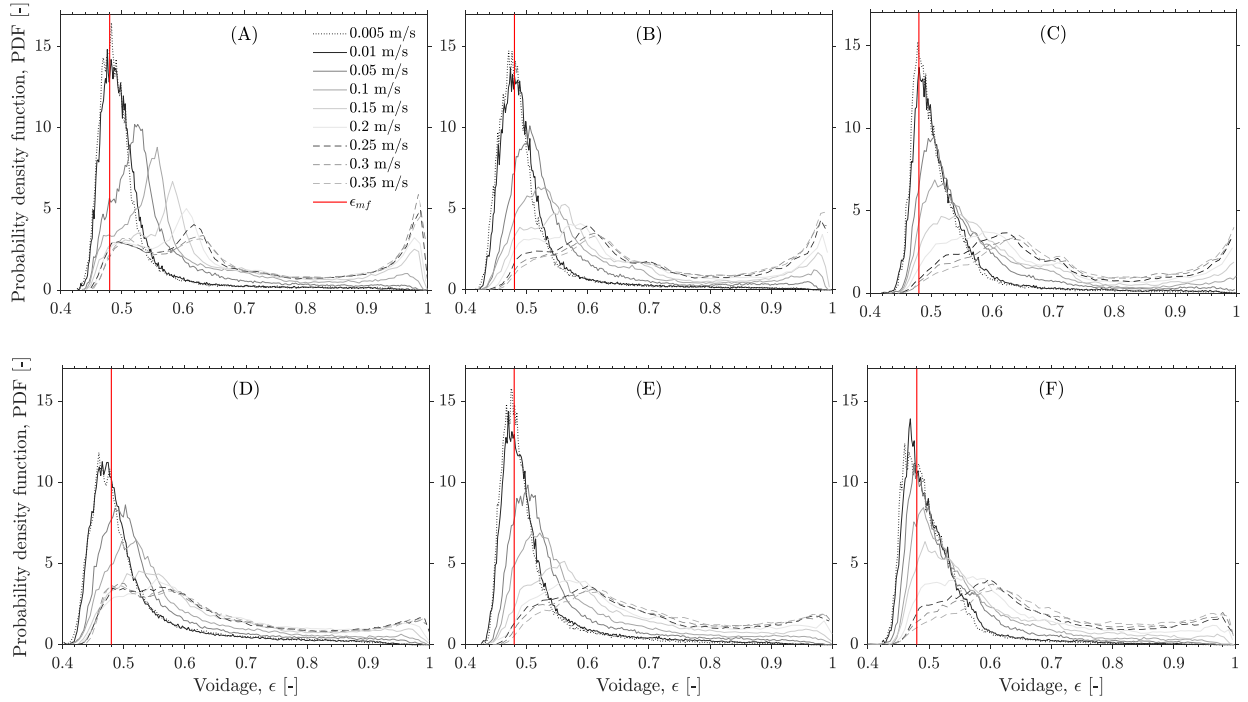 Probability density function, PDF [-]
15
10
5
0
0.4 0.5 0.6 0.7 0.8 0.9 1
(A)
0.005 m/s
0.01 m/s
0.05 m/s
0.1 m/s
0.15 m/s
0.2 m/s
0.25 m/s
0.3 m/s
0.35 m/s
ϵmf
15
10
5
0
0.4 0.5 0.6 0.7 0.8 0.9 1
(B)
15
10
5
0
0.4 0.5 0.6 0.7 0.8 0.9 1
(C)
Probability density function, PDF [-]
15
10
5
0
0.4 0.5 0.6 0.7 0.8 0.9 1
(D)
Voidage, ϵ [-]
15
10
5
0
0.4 0.5 0.6 0.7 0.8 0.9 1
(E)
Voidage, ϵ [-]
15
10
5
0
0.4 0.5 0.6 0.7 0.8 0.9 1
(F)
Voidage, ϵ [-]